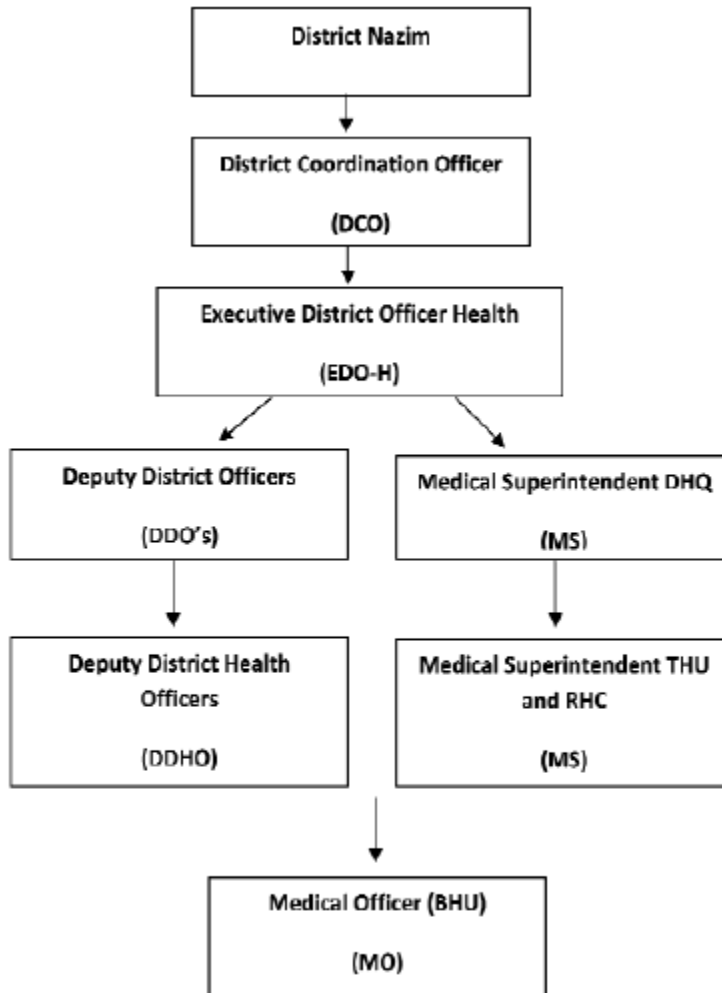 District Nazim
District Coordination Officer
(DCO)
Executive District Officer Health
(EDO-H)
Deputy District Officers
(DDO's)
Medical Superintendent DHQ
(MS)
Deputy District Health
Officers
(DDHO)
Medical Superintendent THU
and RHC
(MS)
Medical Officer (BHU)
(MO)